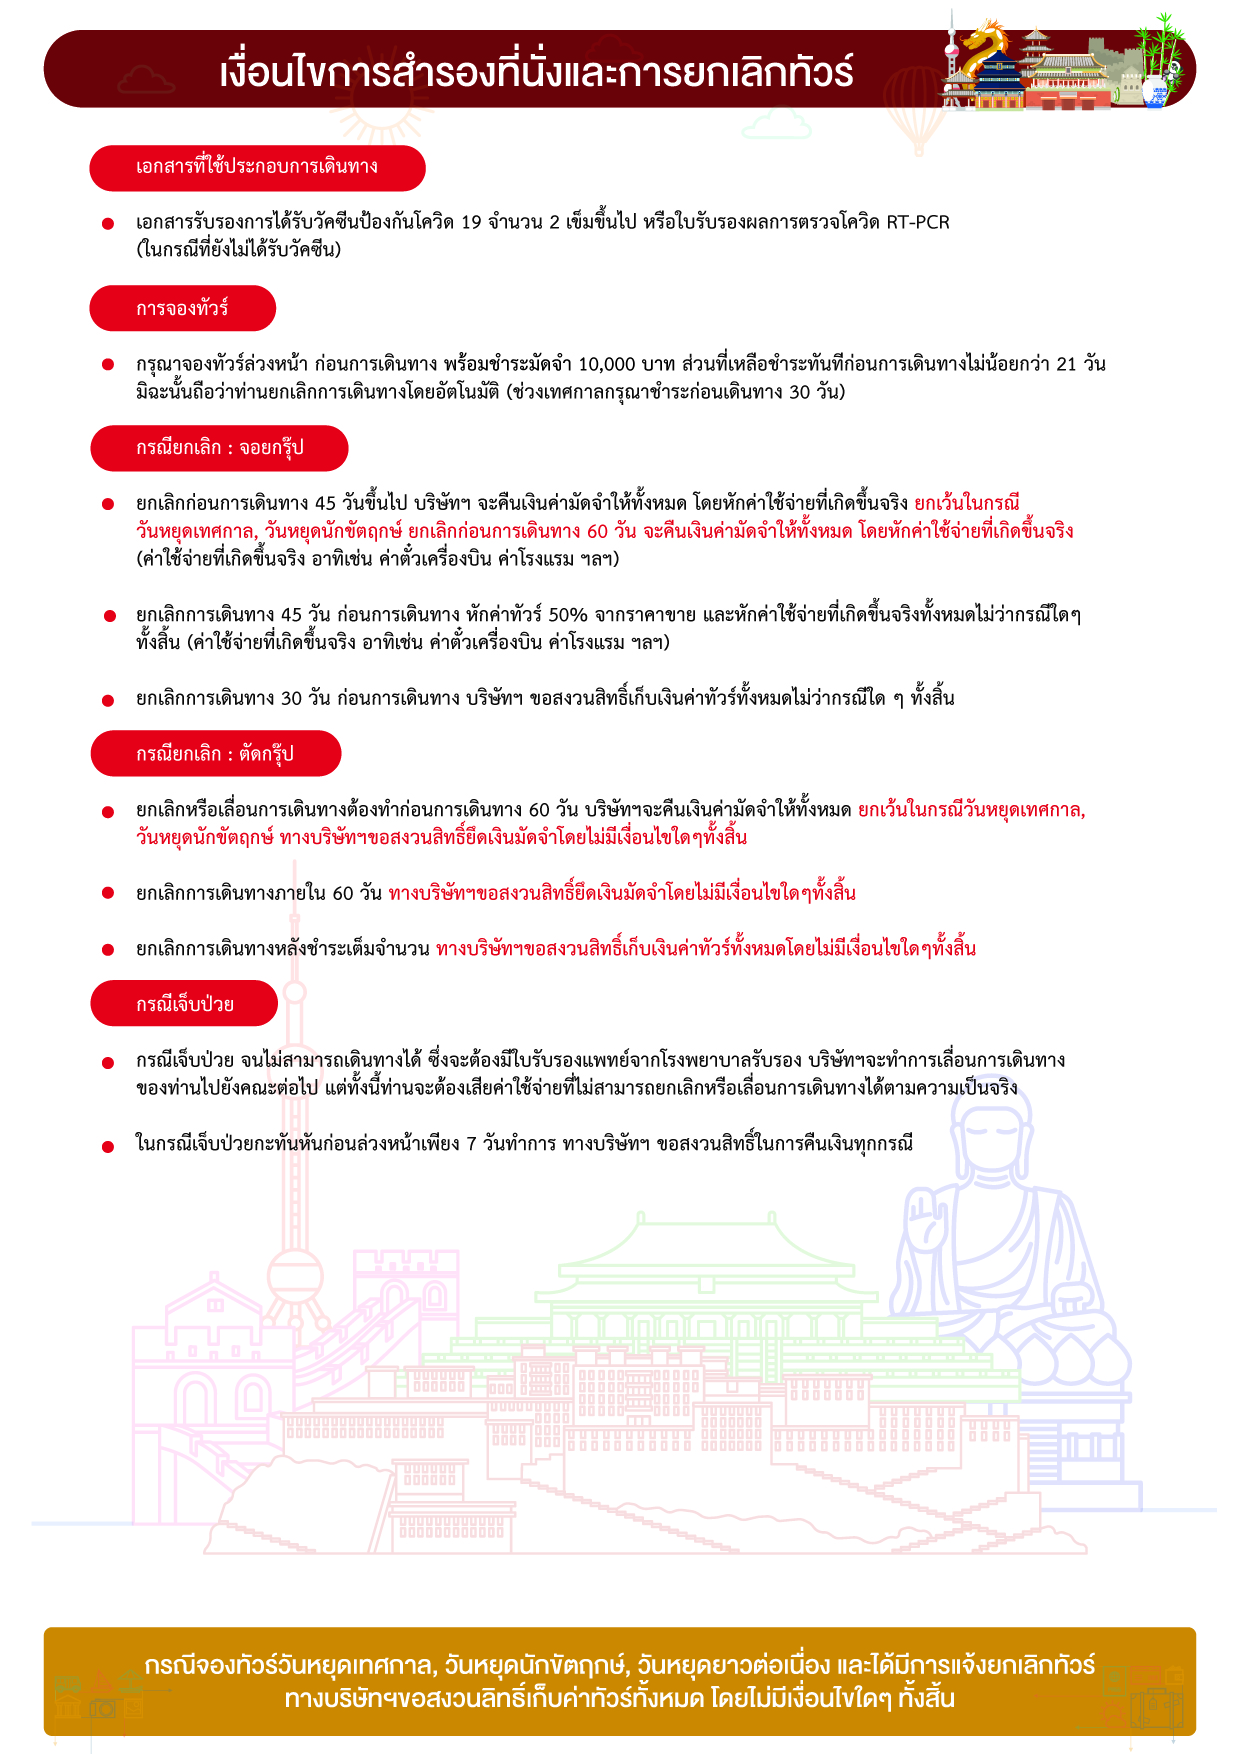 เงื่อนไขการสำรองที่นั่งและการยกเลิกทัวร์
เอกสารที่ใช้ประกอบการเดินทาง
เอกสารรับรองการได้รับวัคซีนป้องกันโควิด 19 จำนวน 2 เข็มขึ้นไป หรือใบรับรองผลการตรวจโควิด RT-PCR
(ในกรณีที่ยังไม่ได้รับวัคซีน)
การจองทัวร์
กรุณาจองทัวร์ล่วงหน้า ก่อนการเดินทาง พร้อมชำระมัดจำ 10,000 บาท ส่วนที่เหลือชำระทันทีก่อนการเดินทางไม่น้อยกว่า 21 วัน
มิฉะนั้นถือว่าท่านยกเลิกการเดินทางโดยอัตโนมัติ (ช่วงเทศกาลกรุณาชำระก่อนเดินทาง 30 วัน)
กรณียกเลิก : จอยกรุ๊ป
ยกเลิกก่อนการเดินทาง 45 วันขึ้นไป บริษัทฯ จะคืนเงินค่ามัดจำให้ทั้งหมด โดยหักค่าใช้จ่ายที่เกิดขึ้นจริง ยกเว้นในกรณี
วันหยุดเทศกาล, วันหยุดนักขัตฤกษ์ ยกเลิกก่อนการเดินทาง 60 วัน จะคืนเงินค่ามัดจำให้ทั้งหมด โดยหักค่าใช้จ่ายที่เกิดขึ้นจริง
(ค่าใช้จ่ายที่เกิดขึ้นจริง อาทิเช่น ค่าตั๋วเครื่องบิน ค่าโรงแรม ฯลฯ)
ยกเลิกการเดินทาง 45 วัน ก่อนการเดินทาง หักค่าทัวร์ 50% จากราคาขาย และหักค่าใช้จ่ายที่เกิดขึ้นจริงทั้งหมดไม่ว่ากรณีใดๆ
ทั้งสิ้น (ค่าใช้จ่ายที่เกิดขึ้นจริง อาทิเช่น ค่าตั๋วเครื่องบิน ค่าโรงแรม ฯลฯ)
ยกเลิกการเดินทาง 30 วัน ก่อนการเดินทาง บริษัทฯ ขอสงวนสิทธิ์เก็บเงินค่าทัวร์ทั้งหมดไม่ว่ากรณีใด ๆ ทั้งสิ้น
กรณียกเลิก : ตัดกรุ๊ป
ยกเลิกหรือเลื่อนการเดินทางต้องทำก่อนการเดินทาง 60 วัน บริษัทฯจะคืนเงินค่ามัดจำให้ทั้งหมด ยกเว้นในกรณีวันหยุดเทศกาล,
วันหยุดนักขัตฤกษ์ ทางบริษัทฯขอสงวนสิทธิ์ยึดเงินมัดจำโดยไม่มีเงื่อนไขใดๆทั้งสิ้น
ยกเลิกการเดินทางภายใน 60 วัน ทางบริษัทฯขอสงวนสิทธิ์ยึดเงินมัดจำโดยไม่มีเงื่อนไขใดๆทั้งสิ้น
ยกเลิกการเดินทางหลังชำระเต็มจำนวน ทางบริษัทฯขอสงวนสิทธิ์เก็บเงินค่าทัวร์ทั้งหมดโดยไม่มีเงื่อนไขใดๆทั้งสิ้น
กรณีเจ็บป่วย
กรณีเจ็บป่วย จนไม่สามารถเดินทางได้ ซึ่งจะต้องมีใบรับรองแพทย์จากโรงพยาบาลรับรอง บริษัทฯจะทำการเลื่อนการเดินทาง
ของท่านไปยังคณะต่อไป แต่ทั้งนี้ท่านจะต้องเสียค่าใช้จ่ายที่ไม่สามารถยกเลิกหรือเลื่อนการเดินทางได้ตามความเป็นจริง
ในกรณีเจ็บป่วยกะทันหันก่อนล่วงหน้าเพียง 7 วันทำการ ทางบริษัทฯ ขอสงวนสิทธิ์ในการคืนเงินทุกกรณี
กรณีจองทัวร์วันหยุดเทศกาล, วันหยุดนักขัตฤกษ์, วันหยุดยาวต่อเนื่อง และได้มีการแจ้งยกเลิกทัวร์
ทางบริษัทฯขอสงวนสิทธิ์เก็บค่าทัวร์ทั้งหมด โดยไม่มีเงื่อนไขใดๆ ทั้งสิ้น